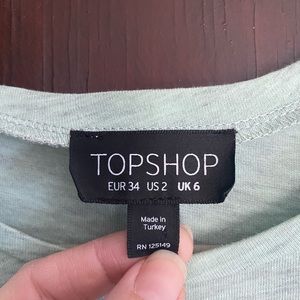 TOPSHOP
EUR 34 US 2 UK 6
Made in
Turkey
RN 125149